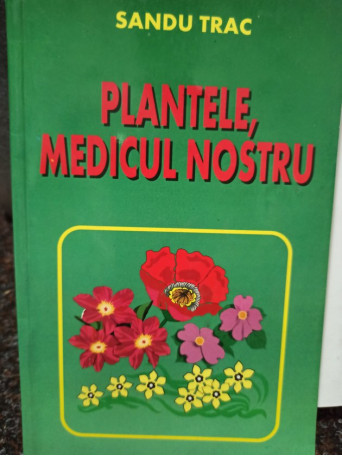 SANDU TRAC
PLANTELE,
MEDICUL NOSTRU